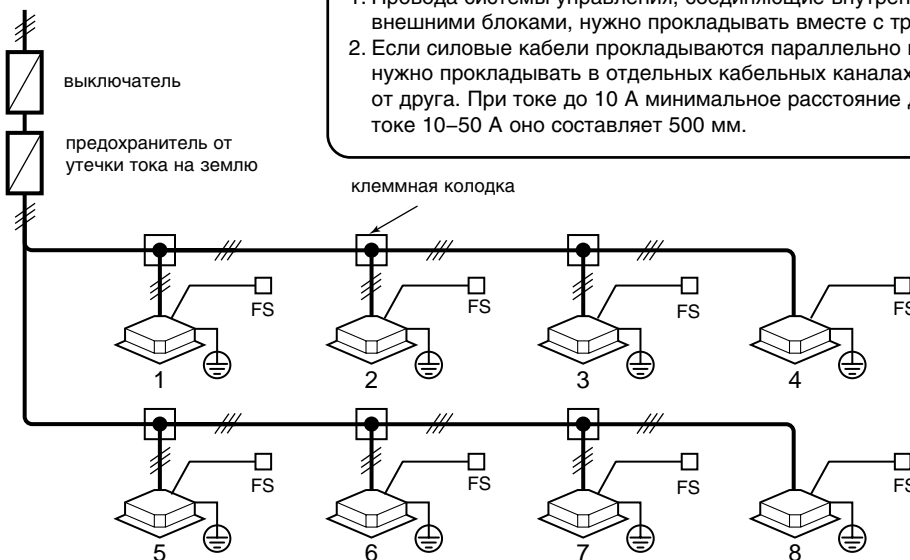 1. Провода системы управления, соединяющие
внешними блоками, нужно прокладывать вместе с
2. Если силовые кабели прокладываются параллельно
нужно прокладывать в отдельных кабельных каналах
от друга. При токе до 10 А минимальное расстояние
токе 10–50 А оно составляет 500 мм.
выключатель
предохранитель от
утечки тока на землю
клеммная колодка
FS
FS
FS
FS
1
2
3
4
FS
FS
FS
FS
5
6
7
8